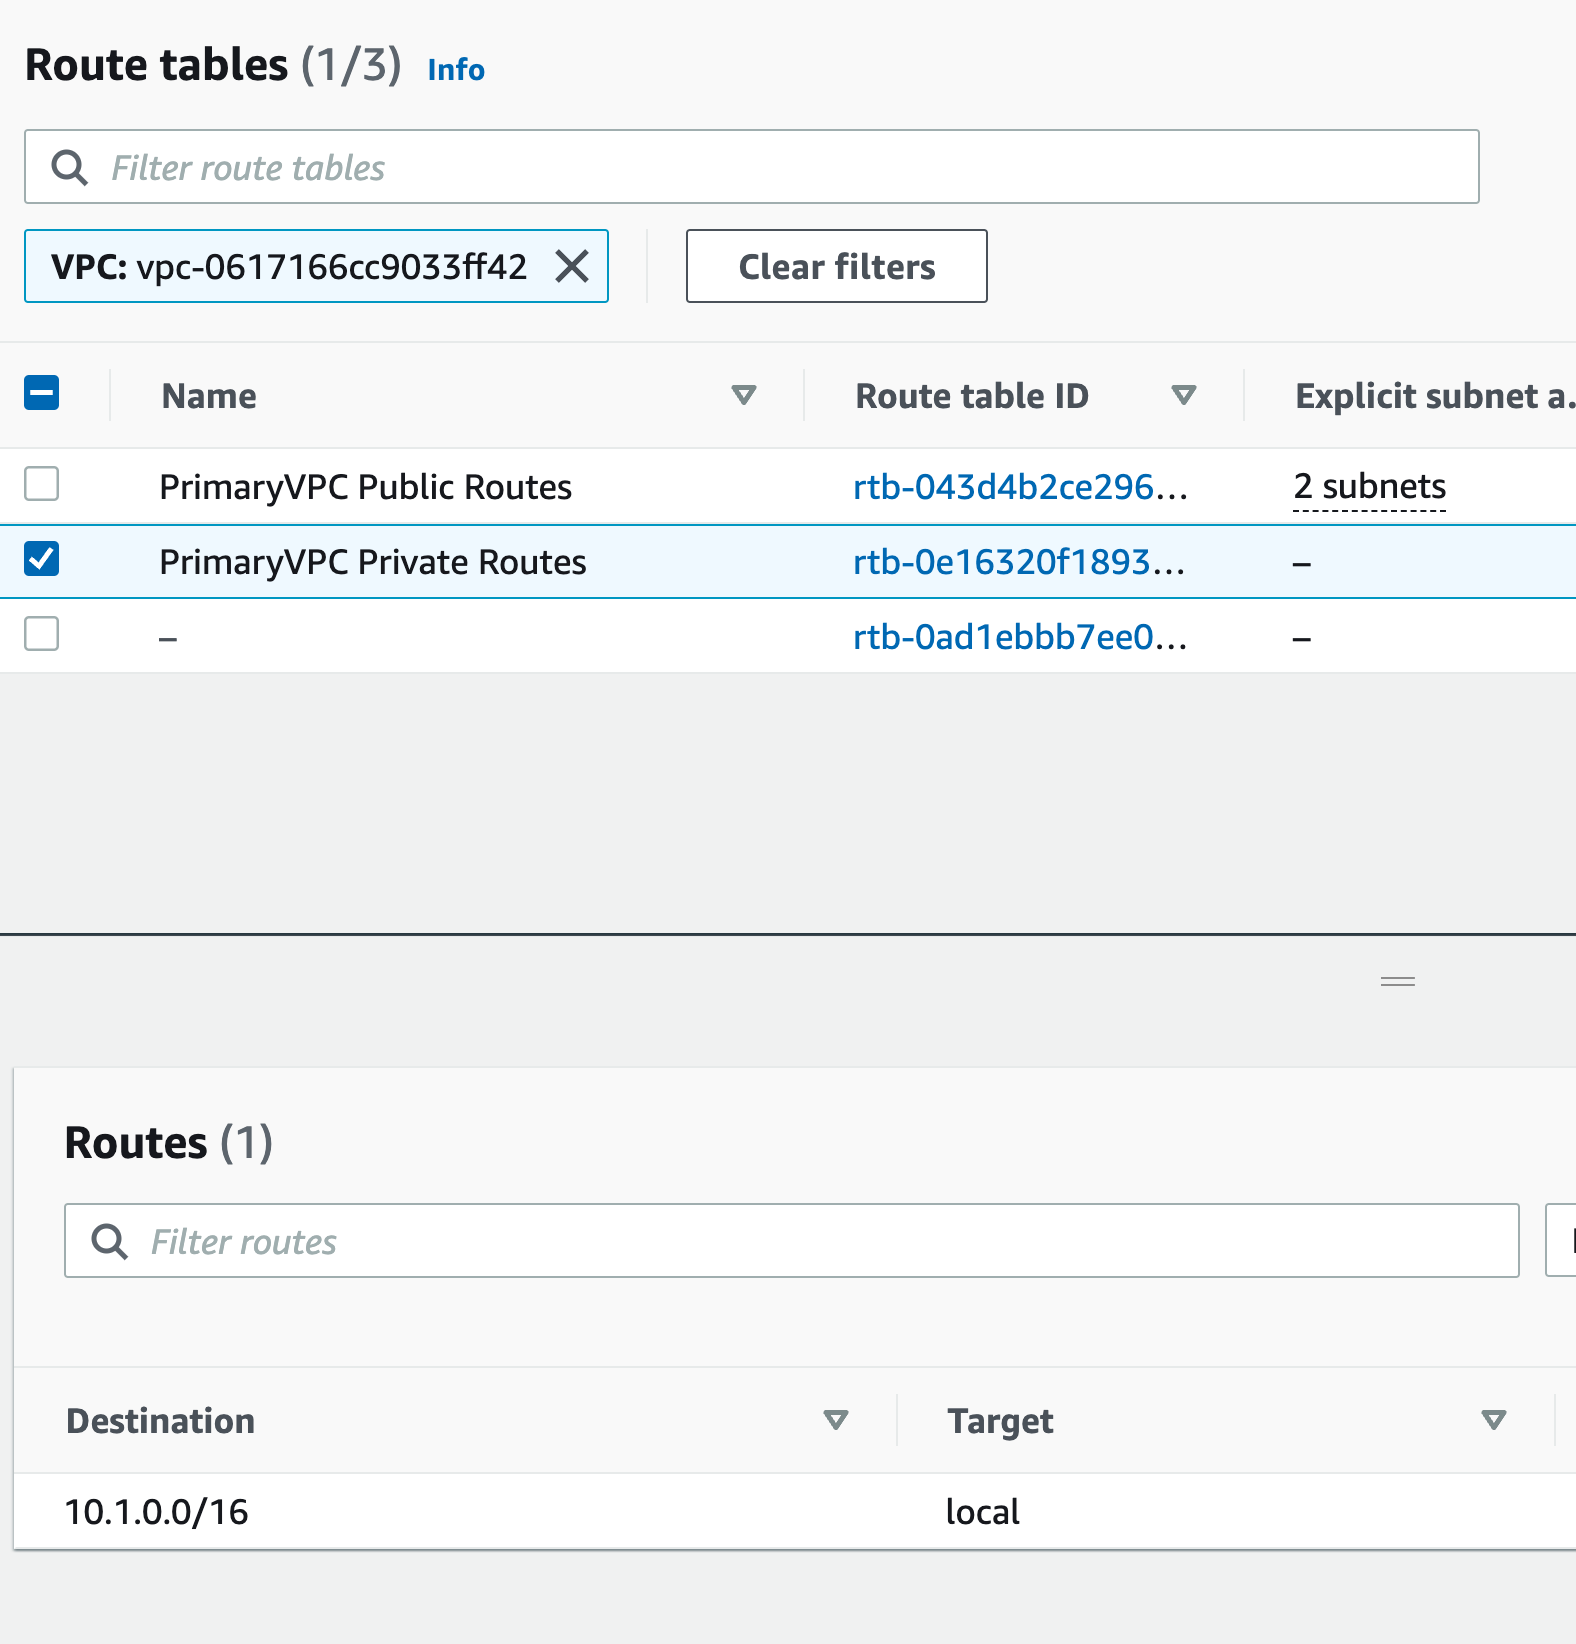 Route tables (1/3) Info
Filter route tables
VPC: vpc-0617166cc9033ff42 Clear filters
Name Route table ID Explicit subnet a.
PrimaryVPC Public Routes rtb-043d4b2ce296... 2 subnets
PrimaryVPC Private Routes rtb-0e16320f1893... –
– rtb-0ad1ebbb7ee0... –
Routes (1)
Filter routes
Destination Target
10.1.0.0/16 local